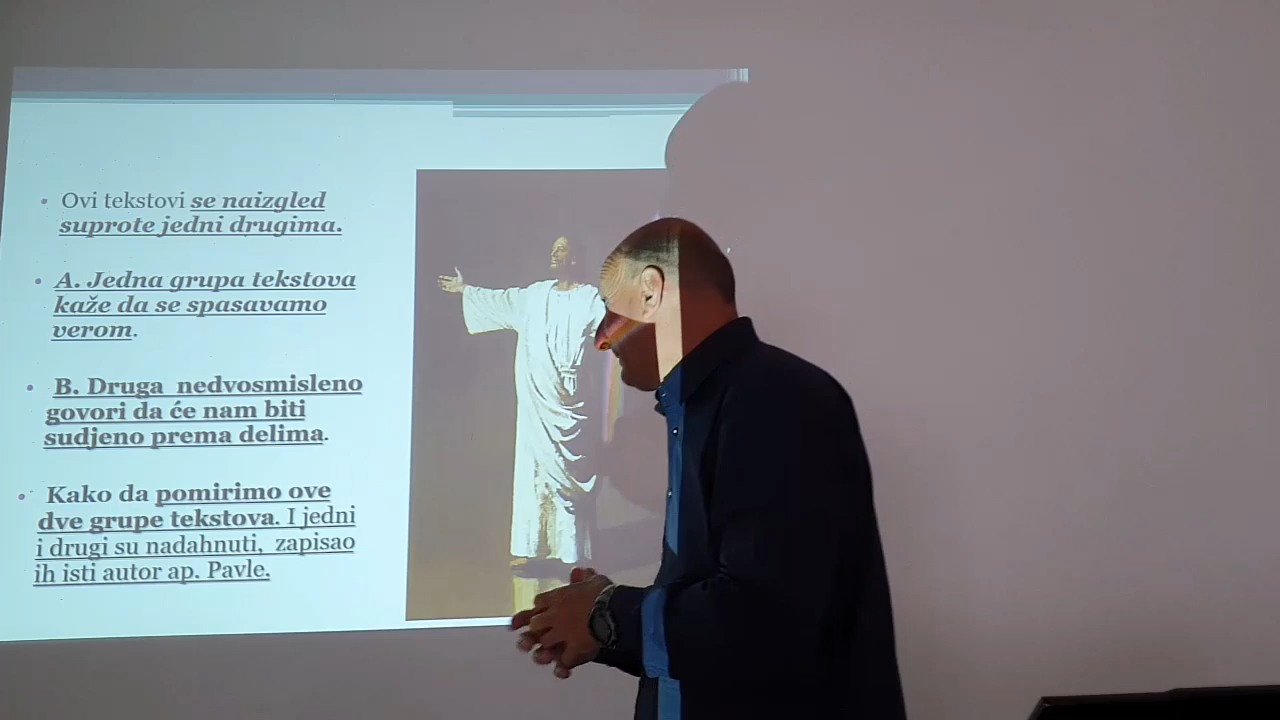 Ovi tekstovi se naizgled
suprote jedni drugima.
A. Jedna grupa tekstova
kaže da se spasavamo
verom.
B. Druga nedvosmisleno
govori da će nam biti
sudjeno prema delima.
Kako da pomirimo ove
dve grupe tekstova. I jedni
i drugi su nadahnuti, zapisao
ih isti autor ap. Pavle.